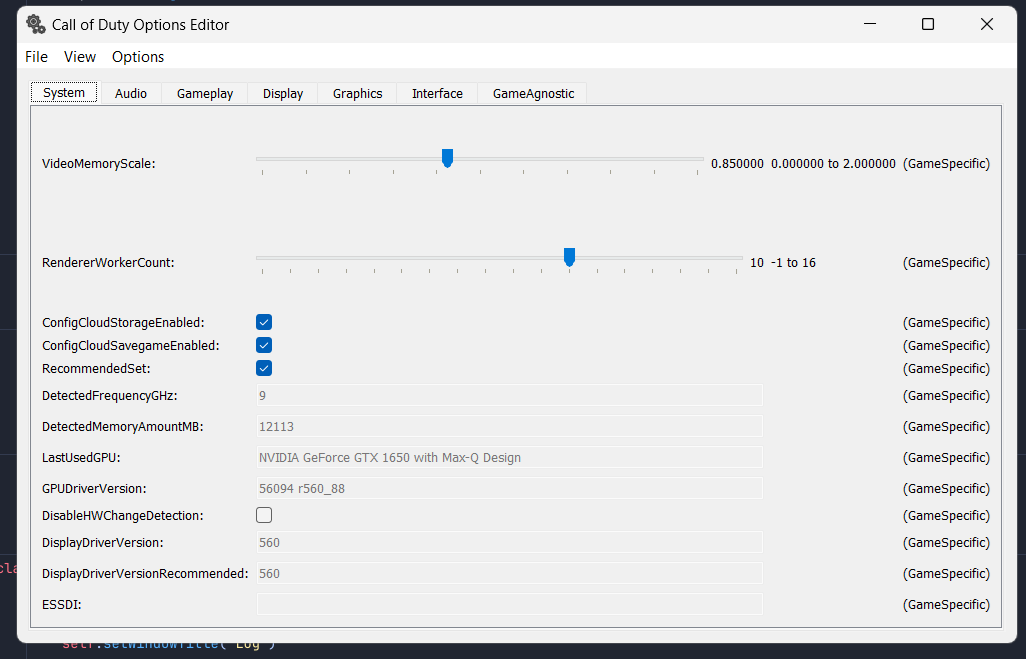 Call of Duty Options Editor
File View Options
System Audio Gameplay Display Graphics Interface GameAgnostic
VideoMemoryScale: 0.850000 0.000000 to 2.000000 (GameSpecific)
RendererWorkerCount: 10 -1 to 16 (GameSpecific)
ConfigCloudStorageEnabled: (GameSpecific)
ConfigCloudSavegameEnabled: (GameSpecific)
RecommendedSet: (GameSpecific)
DetectedFrequencyGHz: 9 (GameSpecific)
DetectedMemoryAmountMB: 12113 (GameSpecific)
LastUsedGPU: NVIDIA GeForce GTX 1650 with Max-Q Design (GameSpecific)
GPUDriverVersion: 56094 r560_88 (GameSpecific)
DisableHWChangeDetection: (GameSpecific)
DisplayDriverVersion: 560 (GameSpecific)
cla
DisplayDriverVersionRecommended: 560 (GameSpecific)
ESSDI: (GameSpecific)
self.setWindowTitle("Log")